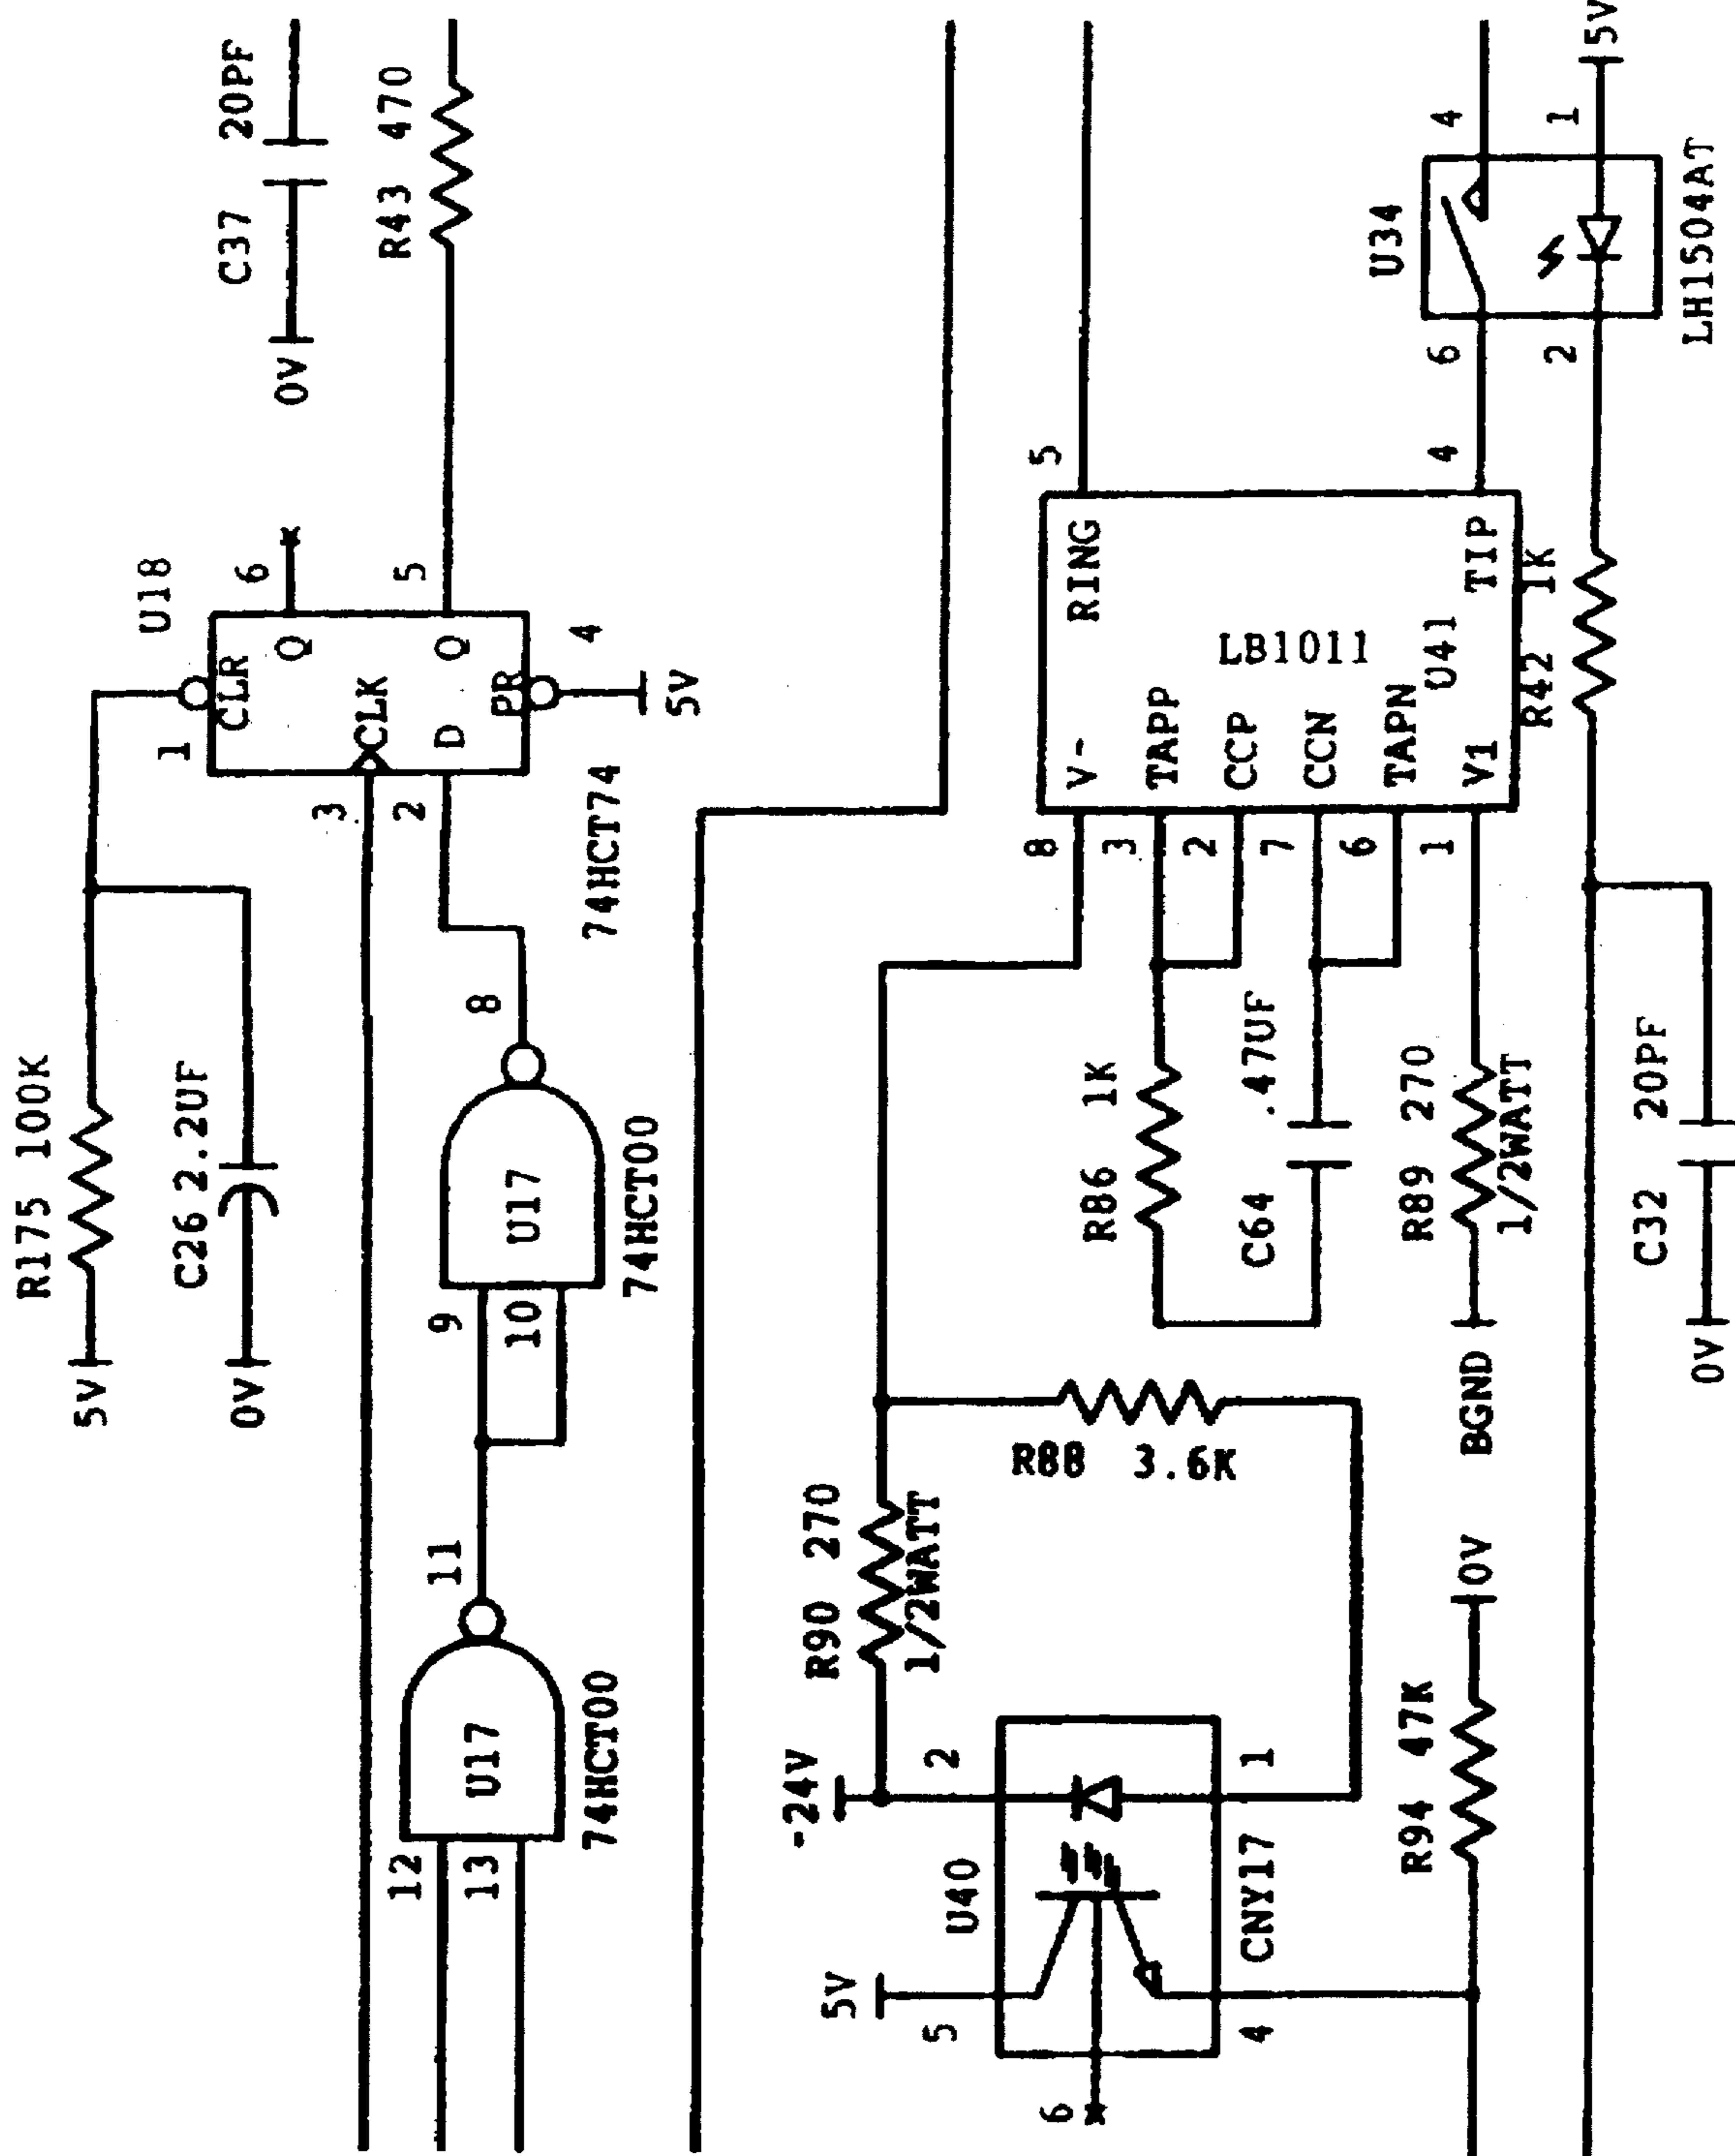 R175 100K
5V
C26 2.2UF
0V
1
U18
CLR
6
Q
CLK
3
2
D
Q
5
PR
4
5V
74HCT74
C37 20PF
0V
R43 470
12
13
U17
74HCT00
11
9
10
U17
74HCT00
8
-24V
5V
U40
5
2
6
4
1
CNY17
R90 270
1/2WATT
R88 3.6K
R94 47K
0V
8
V-
RING
5
3
TAPP
2
CCP
LB1011
7
CCN
6
TAPN
U41
1
V1
TIP
4
R86 1K
C64 .47UF
R89 270
1/2WATT
BGND
R42 1K
C32 20PF
0V
U34
6
4
2
1
5V
LH1504AT